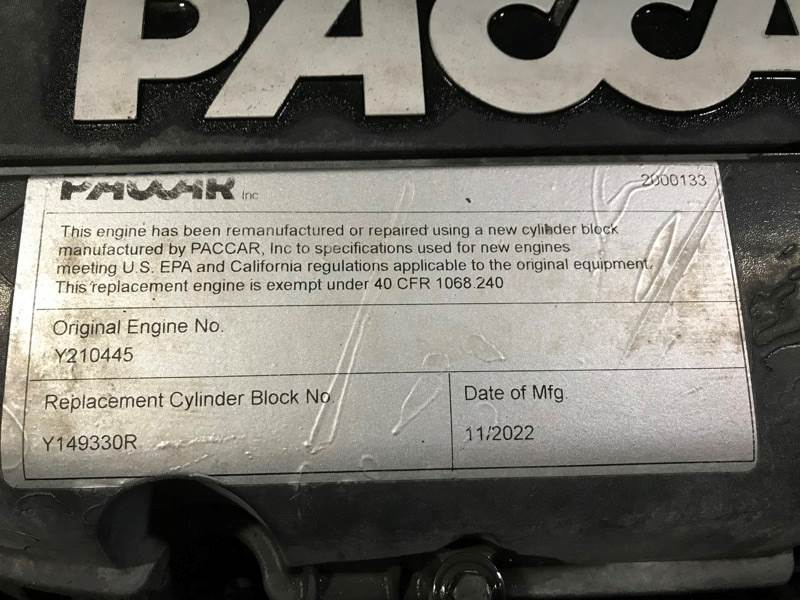 PACCA
PACCAR Inc
2000133
This engine has been remanufactured or repaired using a new cylinder block
manufactured by PACCAR, Inc to specifications used for new engines
meeting U.S. EPA and California regulations applicable to the original equipment.
This replacement engine is exempt under 40 CFR 1068.240
Original Engine No.
Y210445
Replacement Cylinder Block No.
Y149330R
Date of Mfg.
11/2022